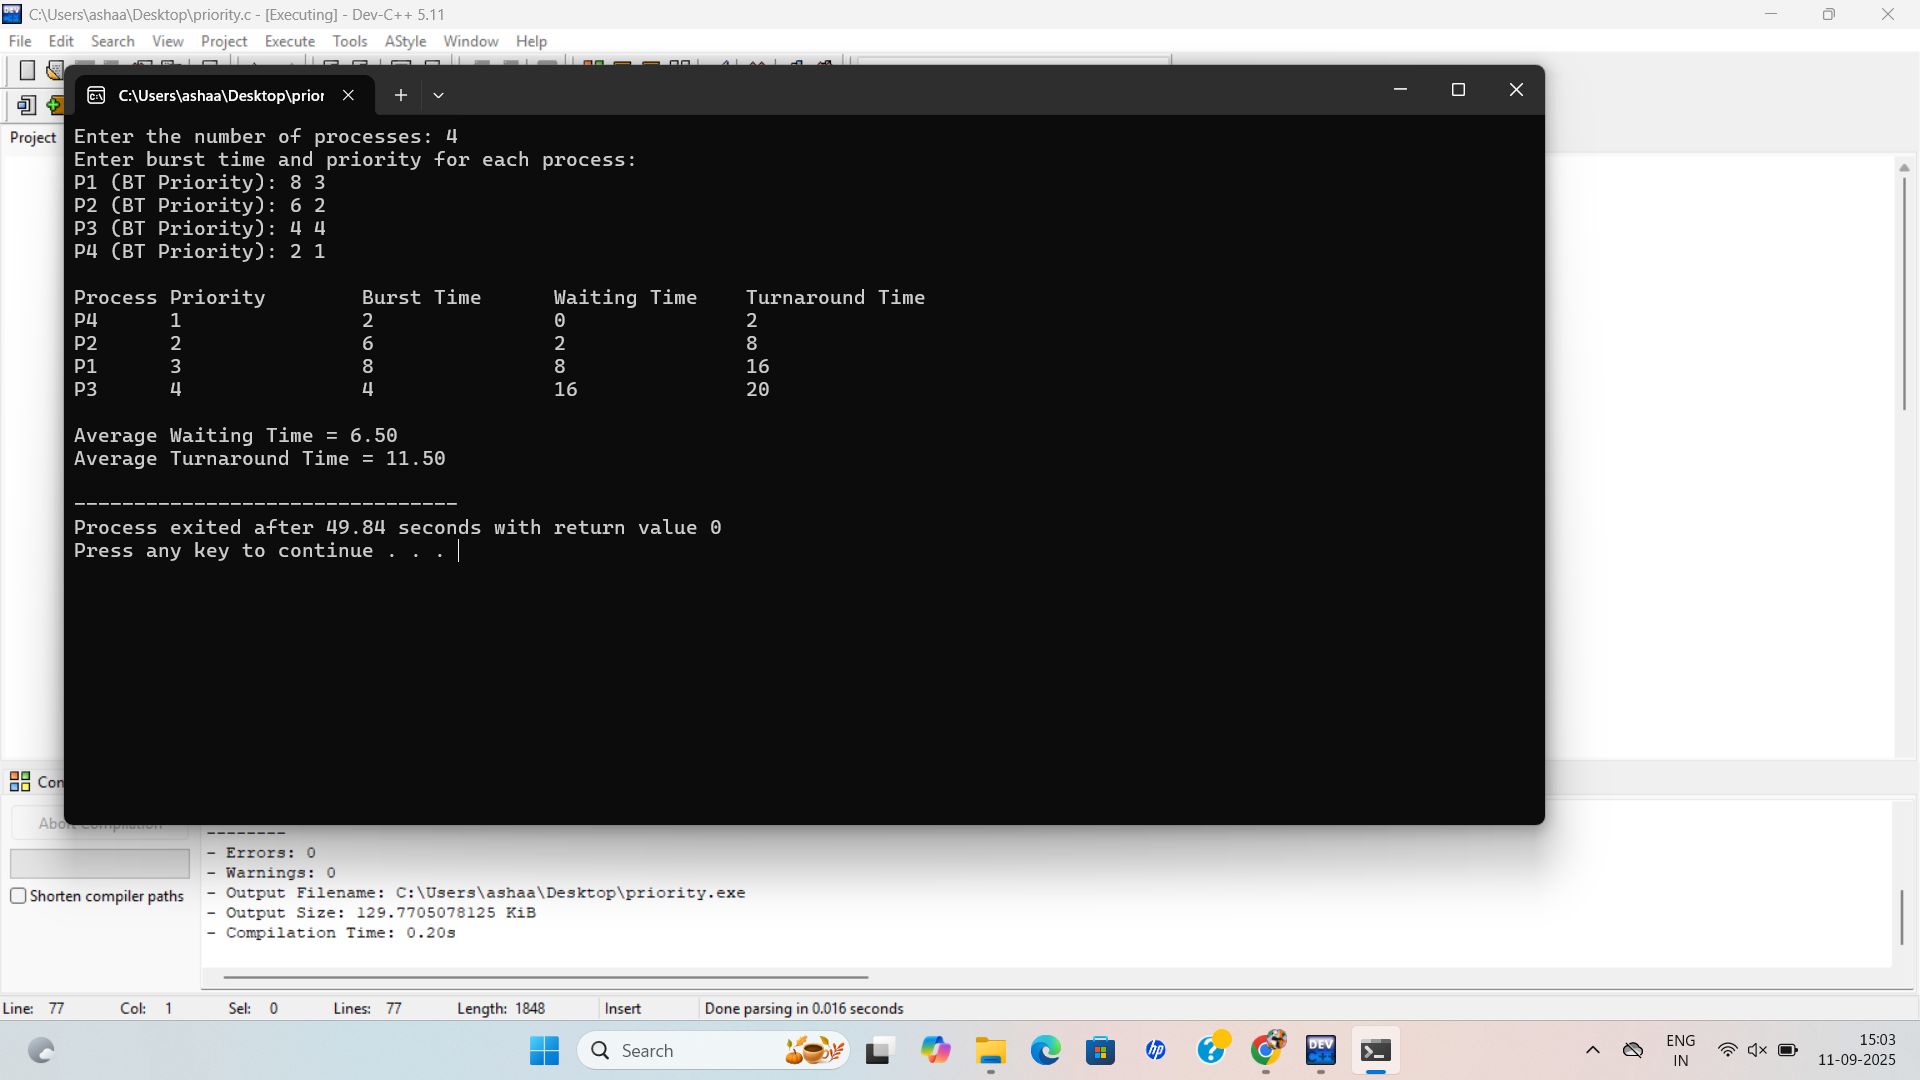 C:\Users\ashaa\Desktop\priority.c - [Executing] - Dev-C++ 5.11
File Edit Search View Project Execute Tools AStyle Window Help
C:\Users\ashaa\Desktop\prior
Project
Enter the number of processes: 4
Enter burst time and priority for each process:
P1 (BT Priority): 8 3
P2 (BT Priority): 6 2
P3 (BT Priority): 4 4
P4 (BT Priority): 2 1
Process Priority Burst Time Waiting Time Turnaround Time
P4 1 2 0 2
P2 2 6 2 8
P1 3 8 8 16
P3 4 4 16 20
Average Waiting Time = 6.50
Average Turnaround Time = 11.50
--------------------------------
Process exited after 49.84 seconds with return value 0
Press any key to continue . . .
Con
Abort Compilation
Shorten compiler paths
--------
- Errors: 0
- Warnings: 0
- Output Filename: C:\Users\ashaa\Desktop\priority.exe
- Output Size: 129.7705078125 KiB
- Compilation Time: 0.20s
Line: 77 Col: 1 Sel: 0 Lines: 77 Length: 1848 Insert Done parsing in 0.016 seconds
Search
hp
DEV
ENG
IN
15:03
11-09-2025